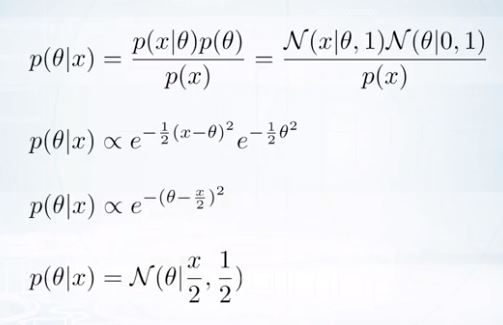 p(θ|x) = p(x|θ)p(θ) / p(x) = 𝒩(x|θ, 1)𝒩(θ|0, 1) / p(x)
p(θ|x) ∝ e^{-½(x-θ)²} e^{-½θ²}
p(θ|x) ∝ e^{-(θ-x/2)²}
p(θ|x) = 𝒩(θ|x/2, 1/2)